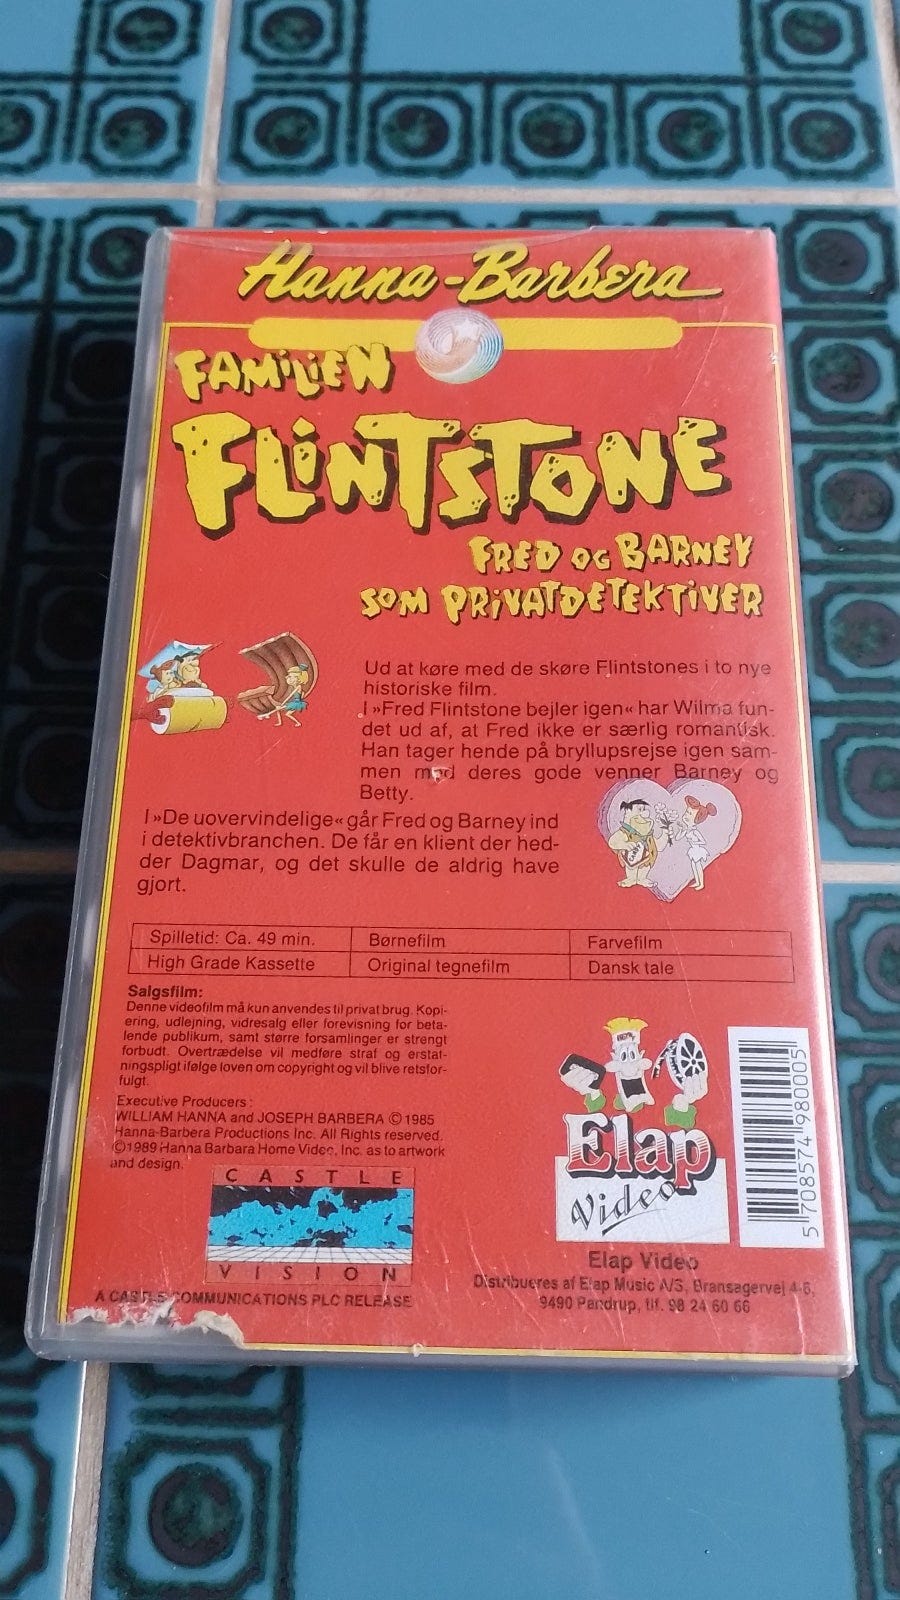 Hanna-Barbera
FAMILIEN
FLINTSTONE
FRED OG BARNEY
SOM PRIVATDETEKTIVER
Ud at køre med de skøre Flintstones i to nye
historiske film.
I »Fred Flintstone bejler igen« har Wilma fun-
det ud af, at Fred ikke er særlig romantisk.
Han tager hende på bryllupsrejse igen sam-
men med deres gode venner Barney og
Betty.
I »De uovervindelige« går Fred og Barney ind
i detektivbranchen. De får en klient der hed-
der Dagmar, og det skulle de aldrig have
gjort.
Spilletid: Ca. 49 min. Børnefilm Farvefilm
High Grade Kassette Original tegnefilm Dansk tale
Salgsfilm:
Denne videofilm må kun anvendes til privat brug. Kopi-
ering, udlejning, vidresalg eller forevisning for beta-
lende publikum, samt større forsamlinger er strengt
forbudt. Overtrædelse vil medføre straf og erstat-
ningspligt ifølge loven om copyright og vil blive retsfor-
fulgt.
Executive Producers:
WILLIAM HANNA and JOSEPH BARBERA © 1985
Hanna-Barbera Productions Inc. All Rights reserved.
©1989 Hanna Barbara Home Video, Inc. as to artwork
and design.
CASTLE
VISION
A CASTLE COMMUNICATIONS PLC RELEASE
Elap
Video
Elap Video
Distribueres af Elap Music A/S, Bransagervej 4-6,
9490 Pandrup, tlf. 98 24 60 66
5 708574 980005